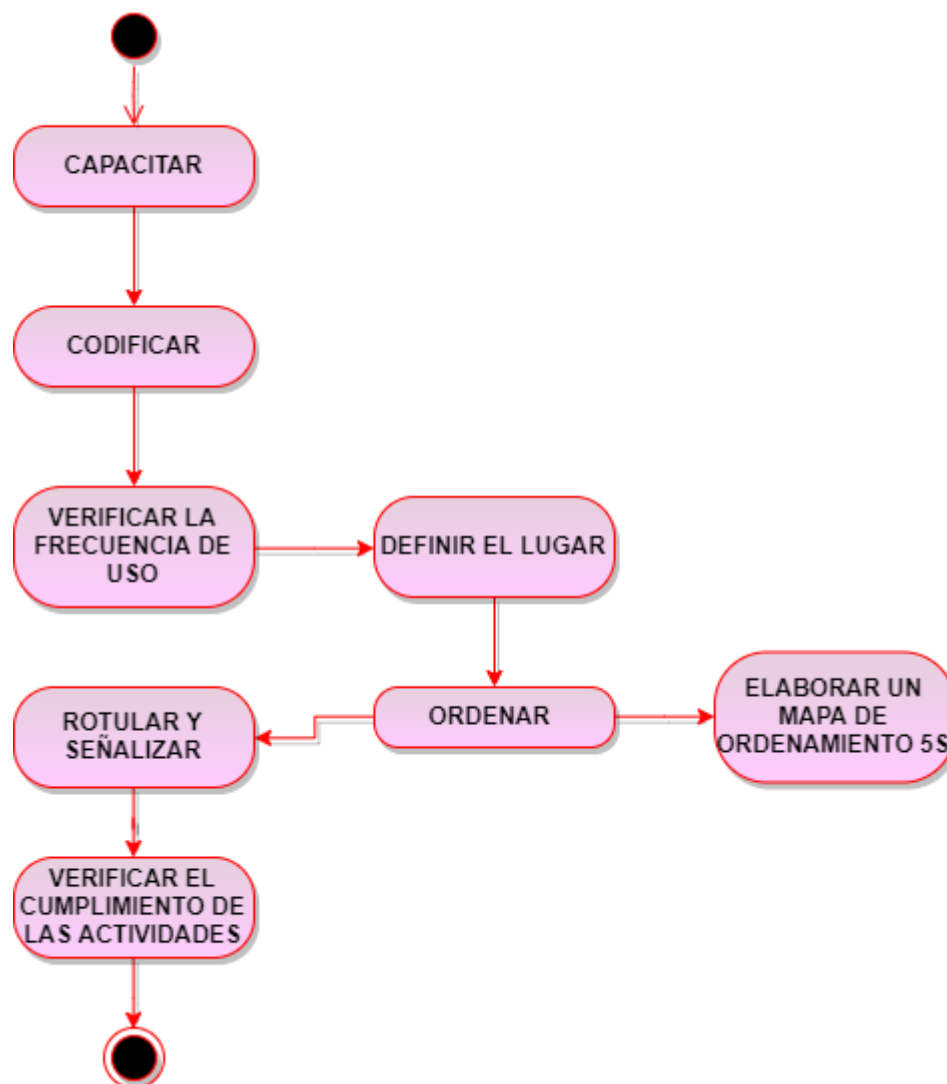 CAPACITAR
CODIFICAR
VERIFICAR LA
FRECUENCIA DE
USO
DEFINIR EL LUGAR
ORDENAR
ELABORAR UN
MAPA DE
ORDENAMIENTO 5S
ROTULAR Y
SEÑALIZAR
VERIFICAR EL
CUMPLIMIENTO DE
LAS ACTIVIDADES